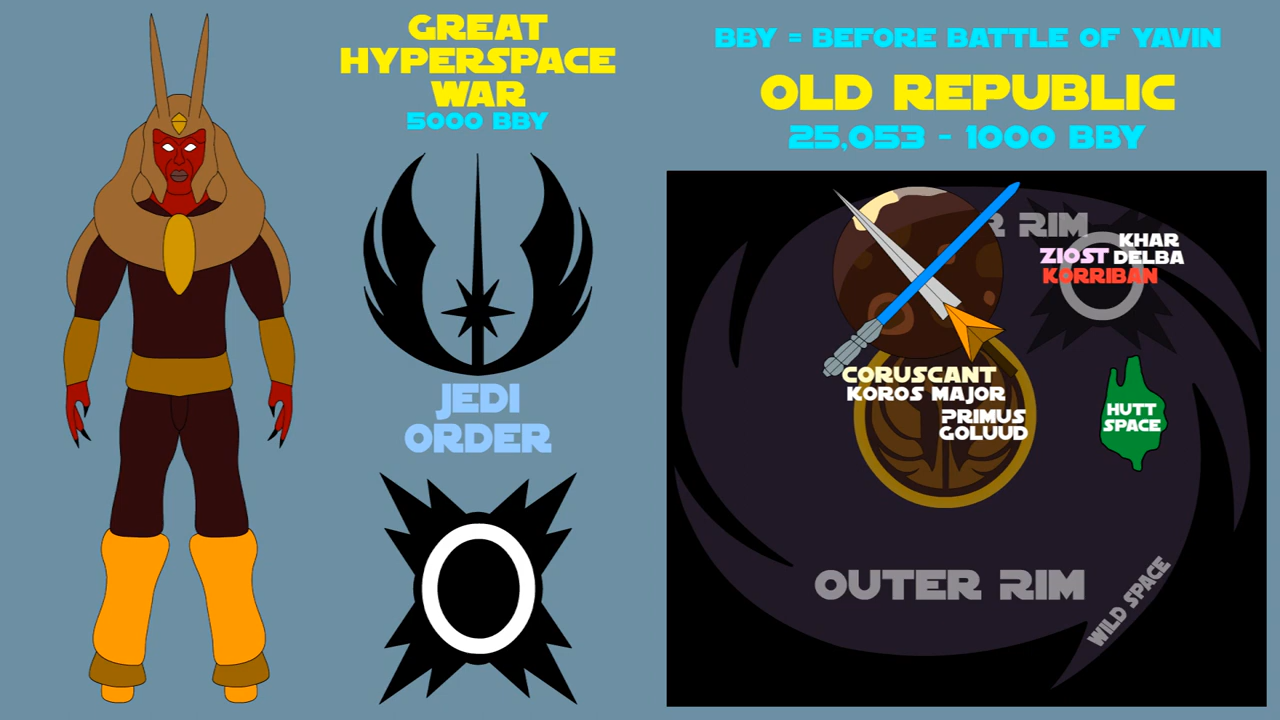 GREAT
HYPERSPACE
WAR
5000 BBY
JEDI
ORDER
BBY = BEFORE BATTLE OF YAVIN
OLD REPUBLIC
25,053 - 1000 BBY
R RIM
KHAR
ZIOST DELBA
KORRIBAN
CORUSCANT
KOROS MAJOR
PRIMUS
GOLUUD
HUTT
SPACE
OUTER RIM
WILD SPACE